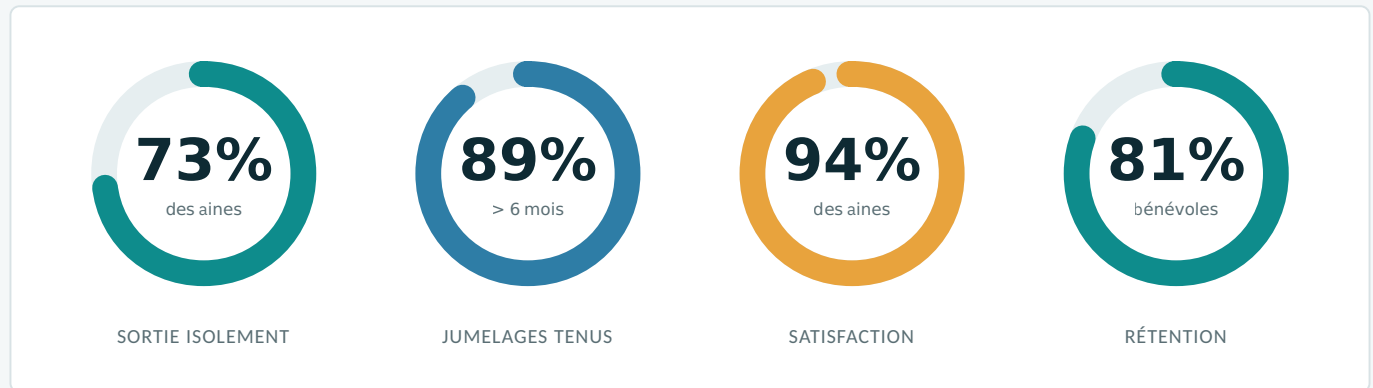 73%
des aines
SORTIE ISOLEMENT
89%
> 6 mois
JUMELAGES TENUS
94%
des aines
SATISFACTION
81%
bénévoles
RÉTENTION